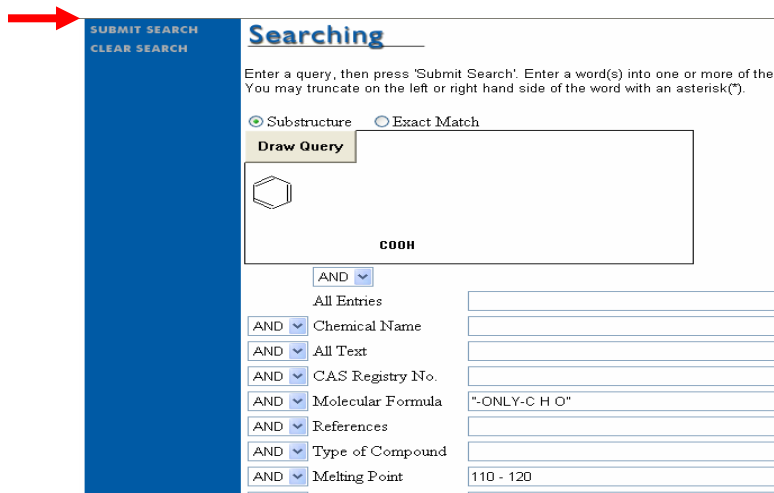 SUBMIT SEARCH
CLEAR SEARCH
Searching
Enter a query, then press 'Submit Search'. Enter a word(s) into one or more of the
You may truncate on the left or right hand side of the word with an asterisk(*).
Substructure Exact Match
Draw Query
COOH
AND
All Entries
AND Chemical Name
AND All Text
AND CAS Registry No.
AND Molecular Formula "-ONLY-C H O"
AND References
AND Type of Compound
AND Melting Point 110 - 120